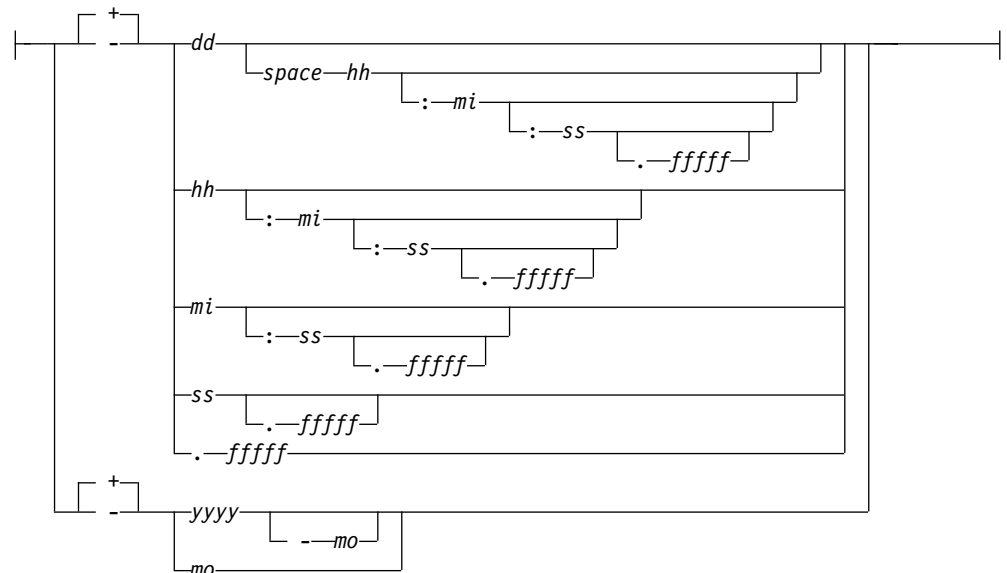 +
- dd
space hh
: mi
: ss
. fffff
hh
: mi
: ss
. fffff
mi
: ss
. fffff
ss
. fffff
. fffff
+
- yyyy
- mo
mo